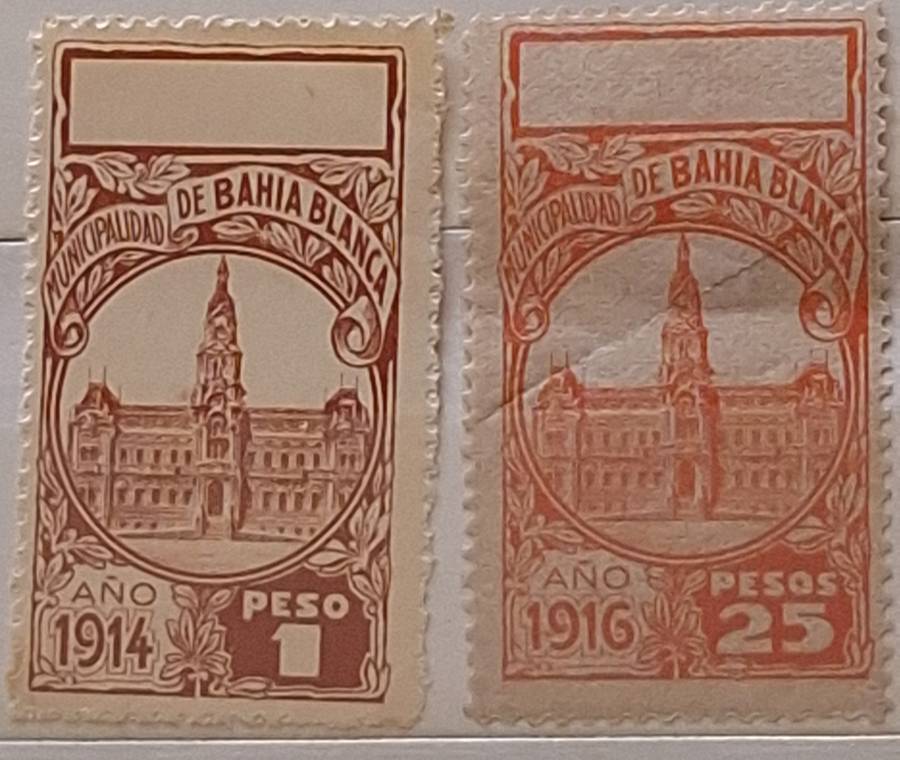 MUNICIPALIDAD DE BAHIA BLANCA
AÑO
1914
PESO
1
MUNICIPALIDAD DE BAHIA BLANCA
AÑO
1916
PESOS
25